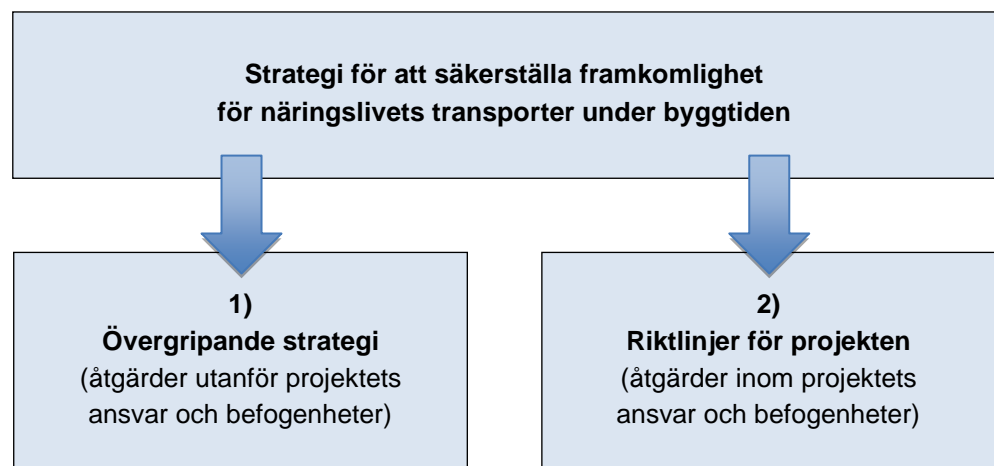 Strategi för att säkerställa framkomlighet
för näringslivets transporter under byggtiden
1)
Övergripande strategi
(åtgärder utanför projektets
ansvar och befogenheter)
2)
Riktlinjer för projekten
(åtgärder inom projektets
ansvar och befogenheter)